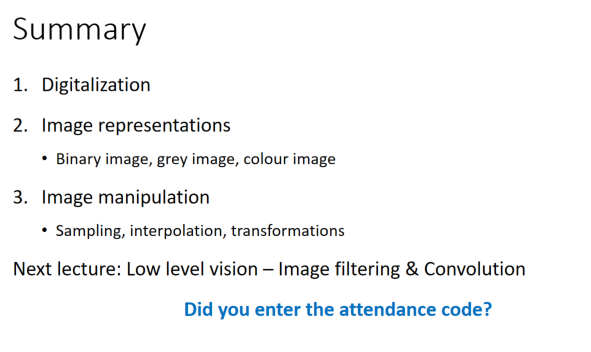 Summary
1. Digitalization
2. Image representations
• Binary image, grey image, colour image
3. Image manipulation
• Sampling, interpolation, transformations
Next lecture: Low level vision – Image filtering & Convolution
Did you enter the attendance code?